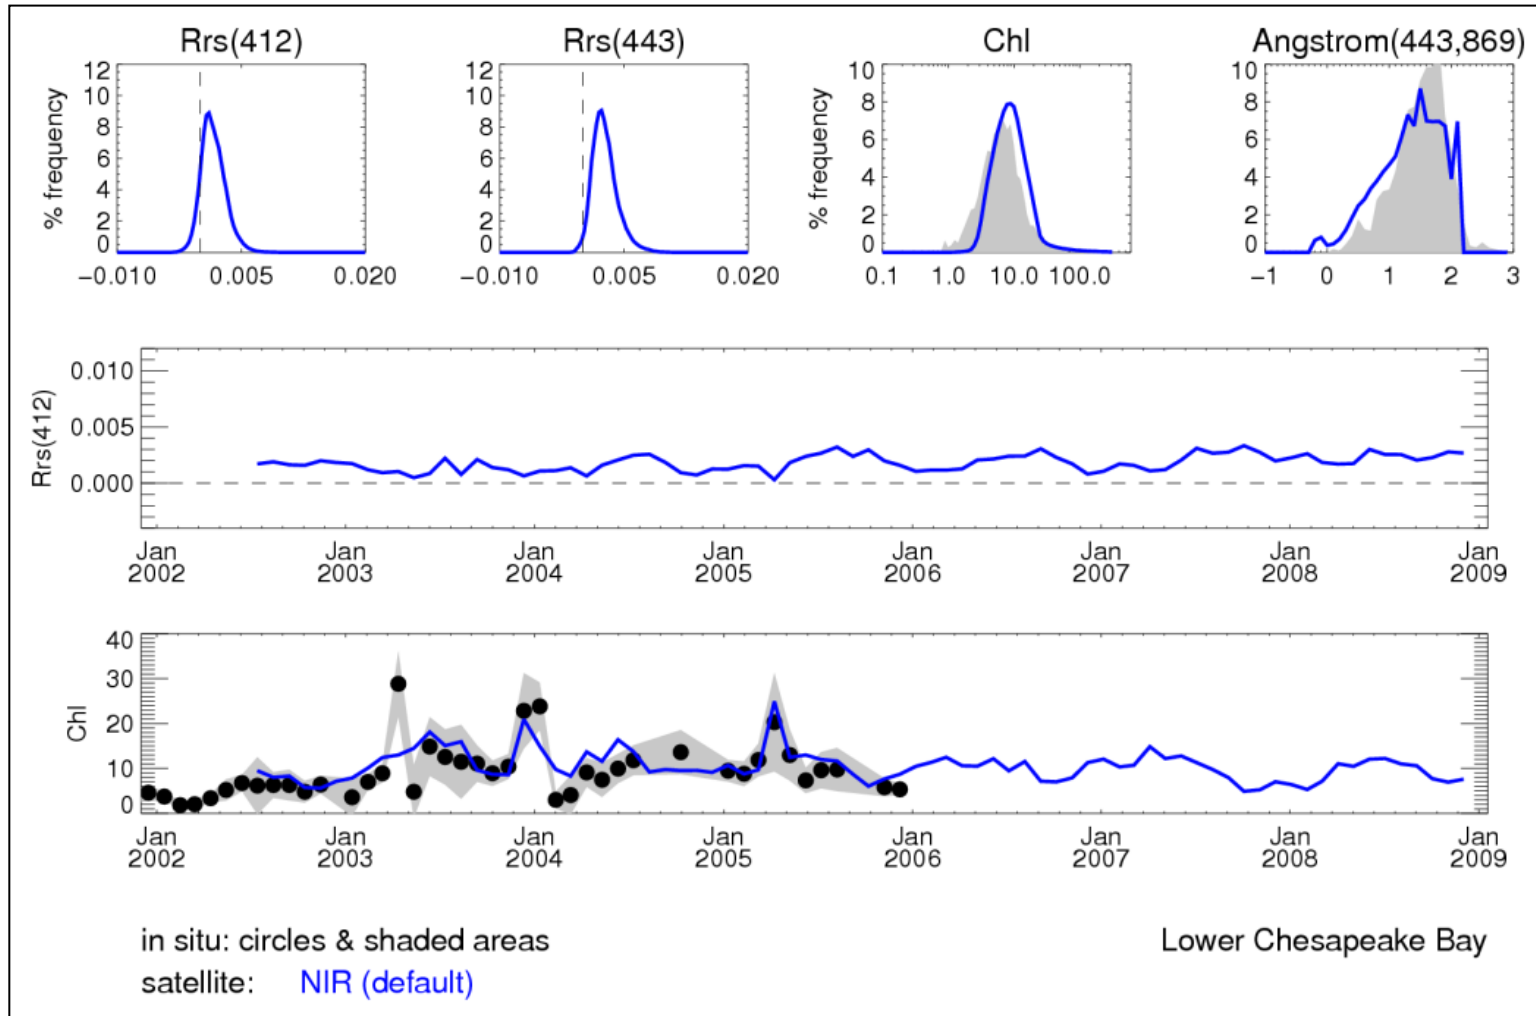 Rrs(412) Rrs(443) Chl Angstrom(443,869)
% frequency
12
10
8
6
4
2
0
−0.010 0.005 0.020
% frequency
12
10
8
6
4
2
0
−0.010 0.005 0.020
% frequency
10
8
6
4
2
0
0.1 1.0 10.0 100.0
10
8
6
4
2
0
−1 0 1 2 3
Rrs(412)
0.010
0.005
0.000
Jan Jan Jan Jan Jan Jan Jan Jan
2002 2003 2004 2005 2006 2007 2008 2009
Chl
40
30
20
10
0
Jan Jan Jan Jan Jan Jan Jan Jan
2002 2003 2004 2005 2006 2007 2008 2009
in situ: circles & shaded areas Lower Chesapeake Bay
satellite: NIR (default)